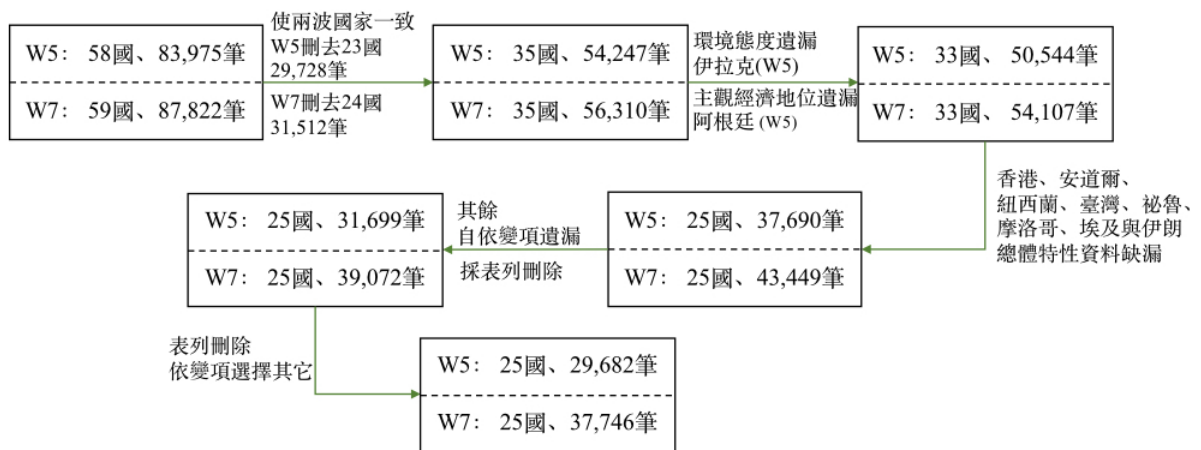 W5： 58國、83,975筆
W7： 59國、87,822筆
使兩波國家一致
W5刪去23國
29,728筆
W7刪去24國
31,512筆
W5： 35國、54,247筆
W7： 35國、56,310筆
環境態度遺漏
伊拉克(W5)
主觀經濟地位遺漏
阿根廷 (W5)
W5： 33國、50,544筆
W7： 33國、54,107筆
香港、安道爾、
紐西蘭、臺灣、祕魯、
摩洛哥、埃及與伊朗
總體特性資料缺漏
W5： 25國、37,690筆
W7： 25國、43,449筆
其餘
自依變項遺漏
採表列刪除
W5： 25國、31,699筆
W7： 25國、39,072筆
表列刪除
依變項選擇其它
W5： 25國、29,682筆
W7： 25國、37,746筆